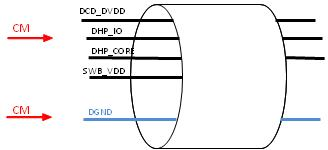 DCD_DVDD
CM
DHP_IO
DHP_CORE
SWB_VDD
CM
DGND